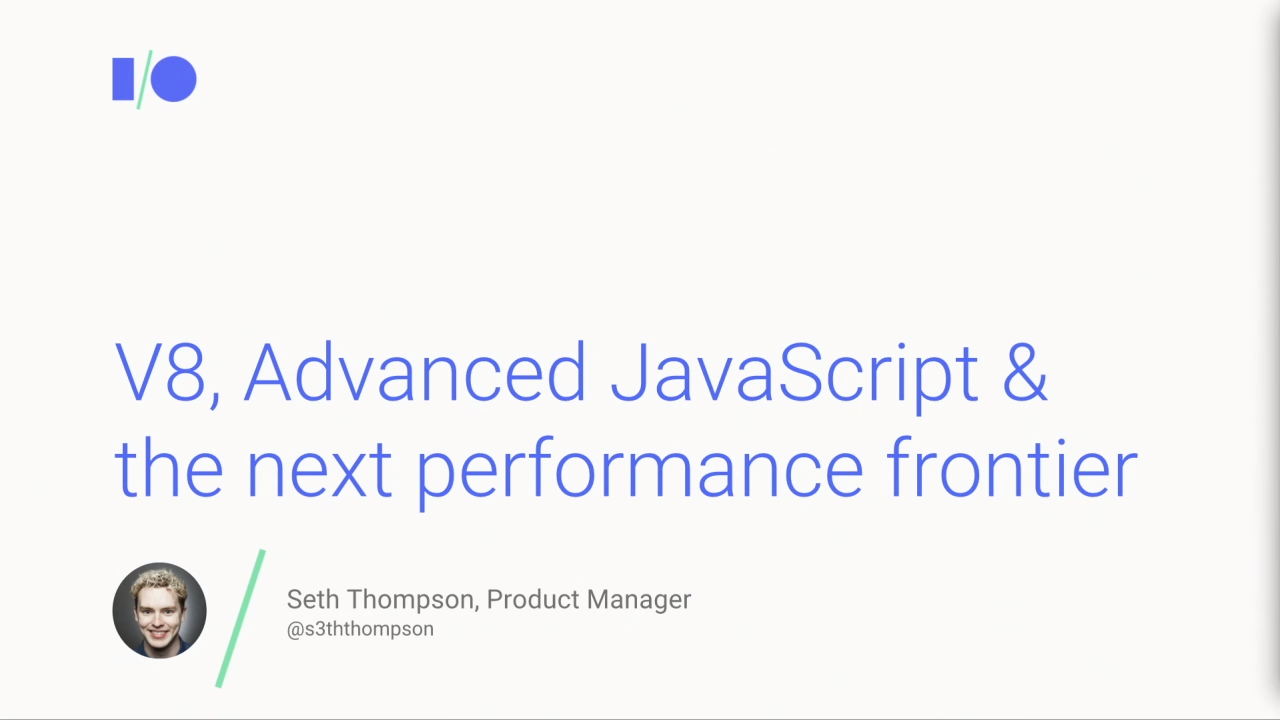 I/O
V8, Advanced JavaScript &
the next performance frontier
Seth Thompson, Product Manager
@s3ththompson